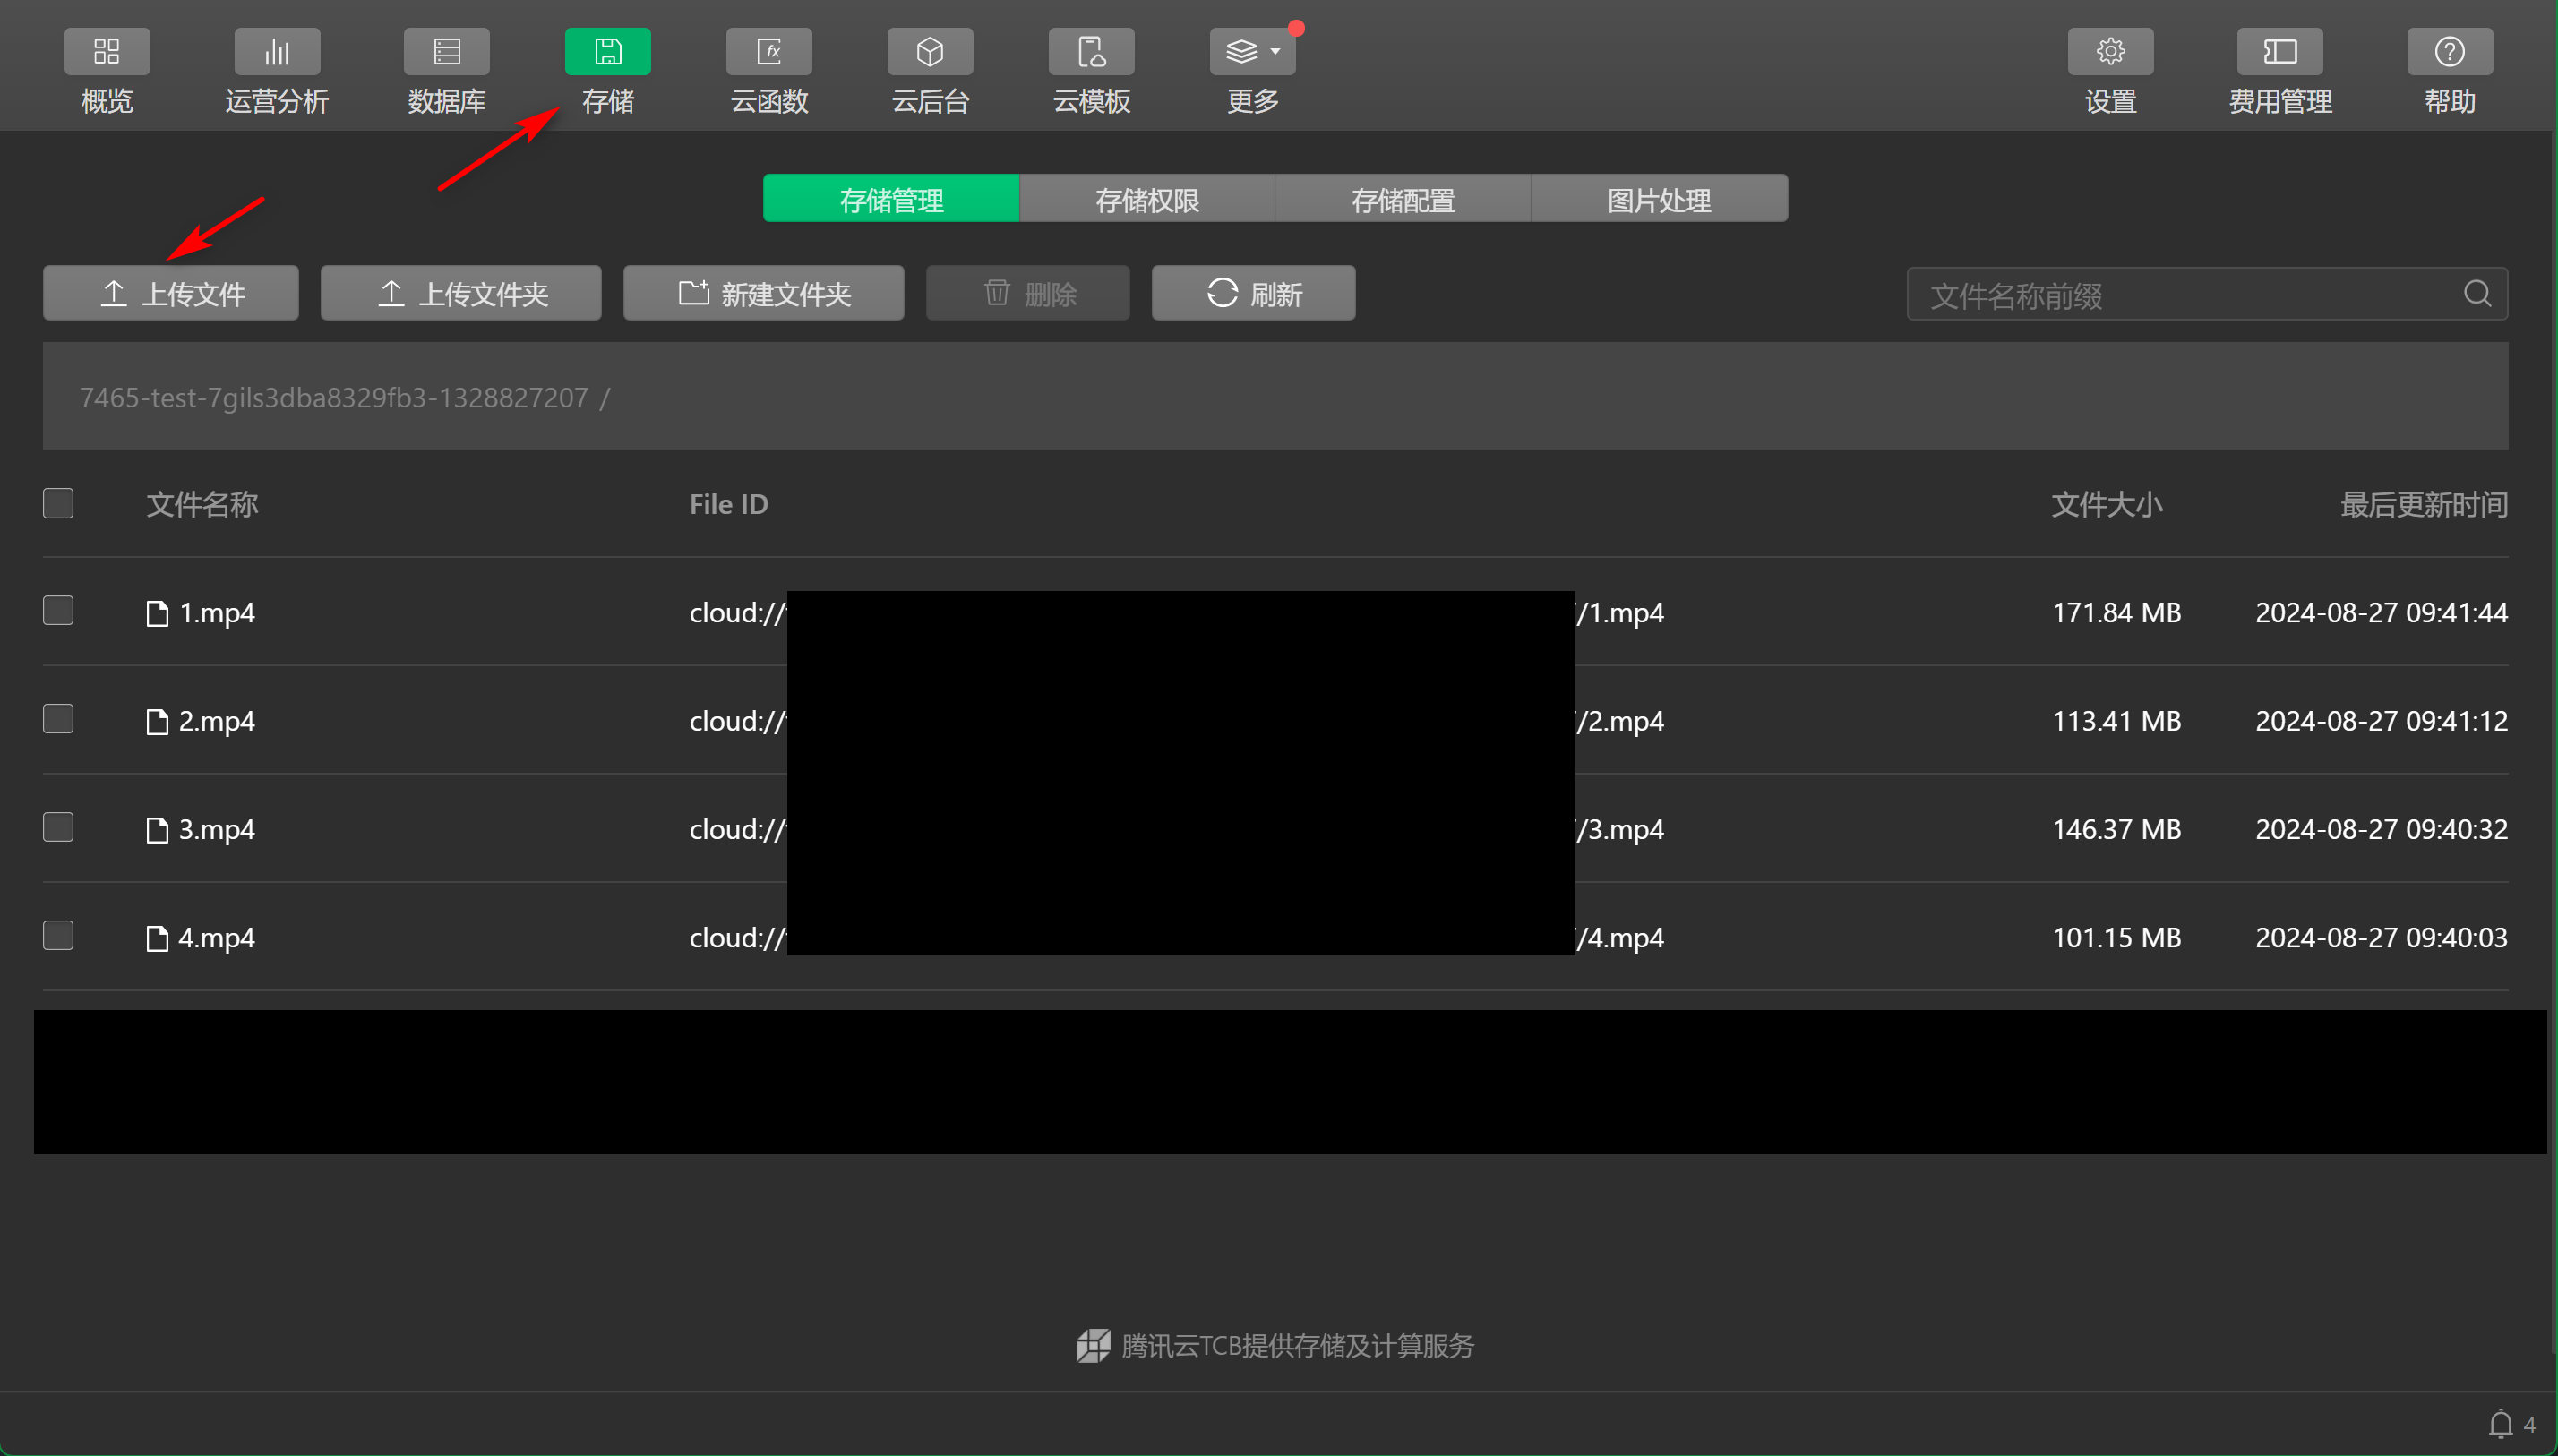 概览
运营分析
数据库
存储
云函数
云后台
云模板
更多
设置
费用管理
帮助
存储管理
存储权限
存储配置
图片处理
上传文件
上传文件夹
新建文件夹
删除
刷新
文件名称前缀
7465-test-7gils3dba8329fb3-1328827207 /
文件名称 File ID 文件大小 最后更新时间
1.mp4 cloud:// /1.mp4 171.84 MB 2024-08-27 09:41:44
2.mp4 cloud:// /2.mp4 113.41 MB 2024-08-27 09:41:12
3.mp4 cloud:// /3.mp4 146.37 MB 2024-08-27 09:40:32
4.mp4 cloud:// /4.mp4 101.15 MB 2024-08-27 09:40:03
腾讯云TCB提供存储及计算服务
4